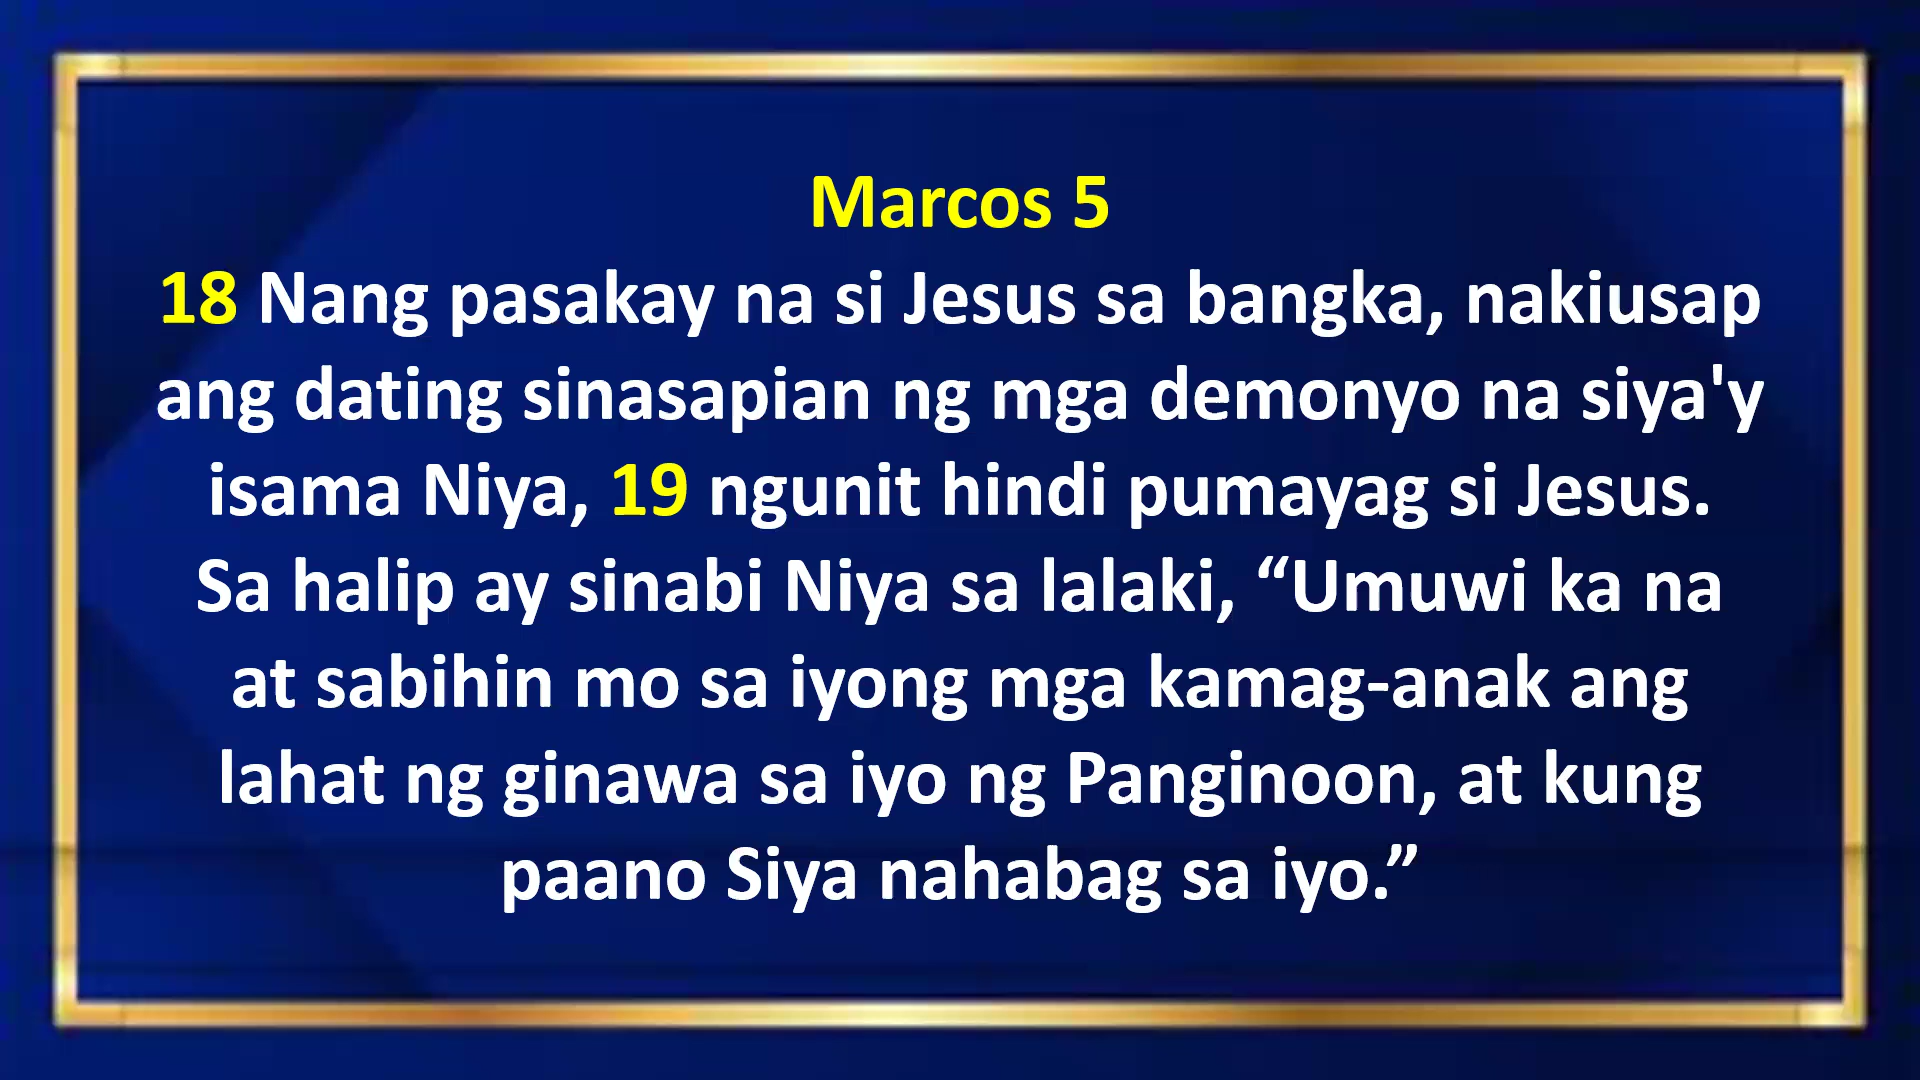 Marcos 5
18 Nang pasakay na si Jesus sa bangka, nakiusap
ang dating sinasapian ng mga demonyo na siya'y
isama Niya, 19 ngunit hindi pumayag si Jesus.
Sa halip ay sinabi Niya sa lalaki, “Umuwi ka na
at sabihin mo sa iyong mga kamag-anak ang
lahat ng ginawa sa iyo ng Panginoon, at kung
paano Siya nahabag sa iyo.”